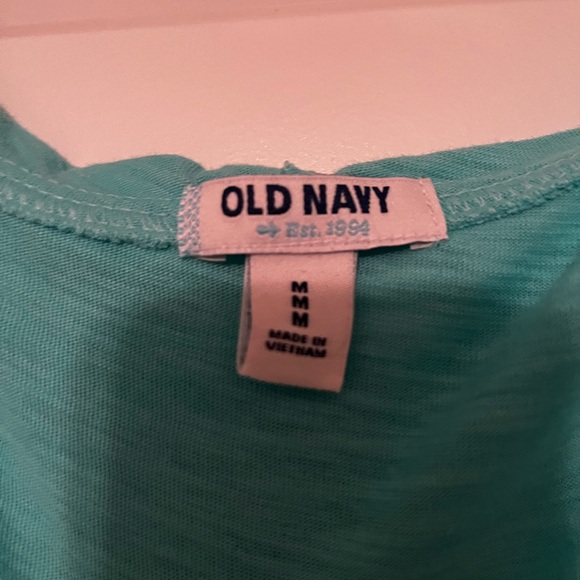 OLD NAVY
Est. 1994
M
M
M
MADE IN
VIETNAM